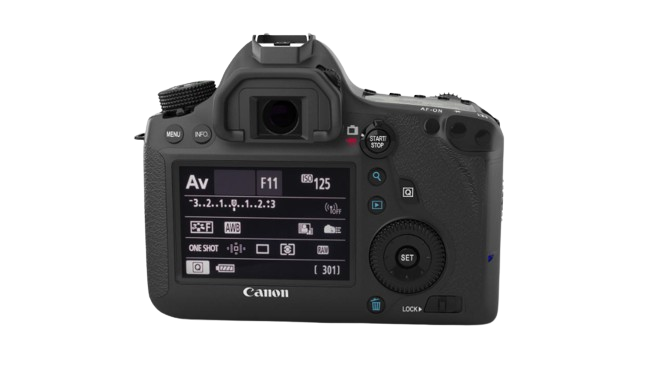 AF-ON
MENU INFO
START/
STOP
Av F11 ISO 125
-3..2..1..0..1..2.:3
OFF
AWB
ONE SHOT RAW
Q
Q [ 301]
SET
Canon
LOCK▶